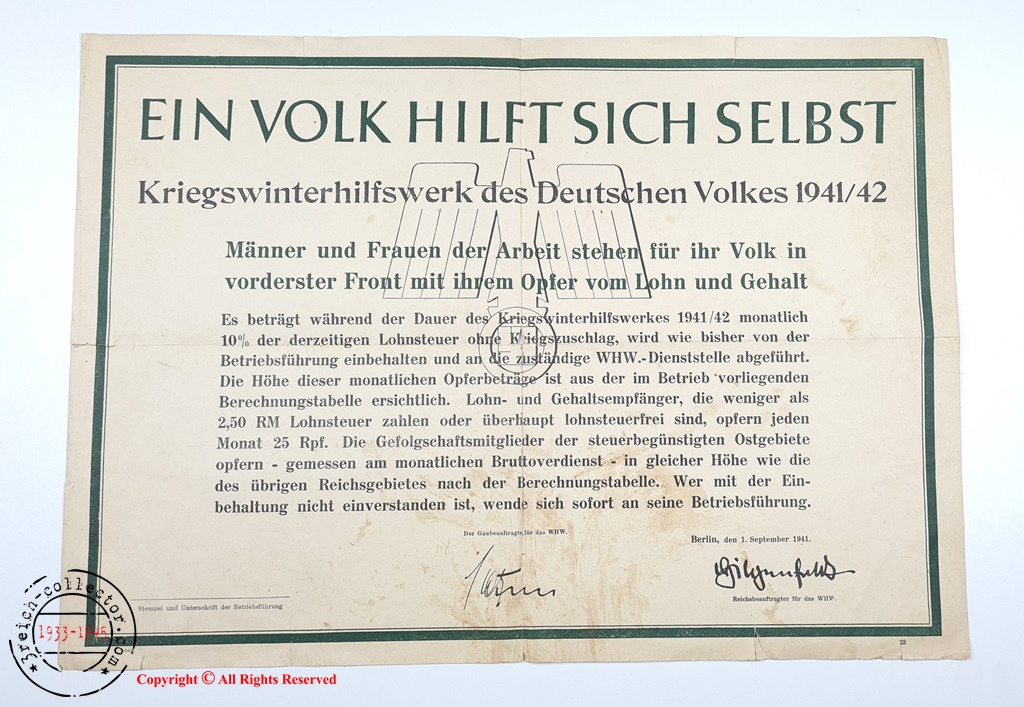 EIN VOLK HILFT SICH SELBST
Kriegswinterhilfswerk des Deutschen Volkes 1941/42
Männer und Frauen der Arbeit stehen für ihr Volk in
vorderster Front mit ihrem Opfer vom Lohn und Gehalt
Es beträgt während der Dauer des Kriegswinterhilfswerkes 1941/42 monatlich
10% der derzeitigen Lohnsteuer ohne Kriegszuschlag, wird wie bisher von der
Betriebsführung einbehalten und an die zuständige WHW.-Dienststelle abgeführt.
Die Höhe dieser monatlichen Opferbeträge ist aus der im Betrieb vorliegenden
Berechnungstabelle ersichtlich. Lohn- und Gehaltsempfänger, die weniger als
2,50 RM Lohnsteuer zahlen oder überhaupt lohnsteuerfrei sind, opfern jeden
Monat 25 Rpf. Die Gefolgschaftsmitglieder der steuerbegünstigten Ostgebiete
opfern - gemessen am monatlichen Bruttoverdienst - in gleicher Höhe wie die
des übrigen Reichsgebietes nach der Berechnungstabelle. Wer mit der Ein-
behaltung nicht einverstanden ist, wende sich sofort an seine Betriebsführung.
Der Gaubeauftragte für das WHW.
Berlin, den 1. September 1941.
Hilgenfeldt
Reichsbeauftragter für das WHW.
Stempel und Unterschrift der Betriebsführung
3reich-collector.com
1933-1945
Copyright © All Rights Reserved